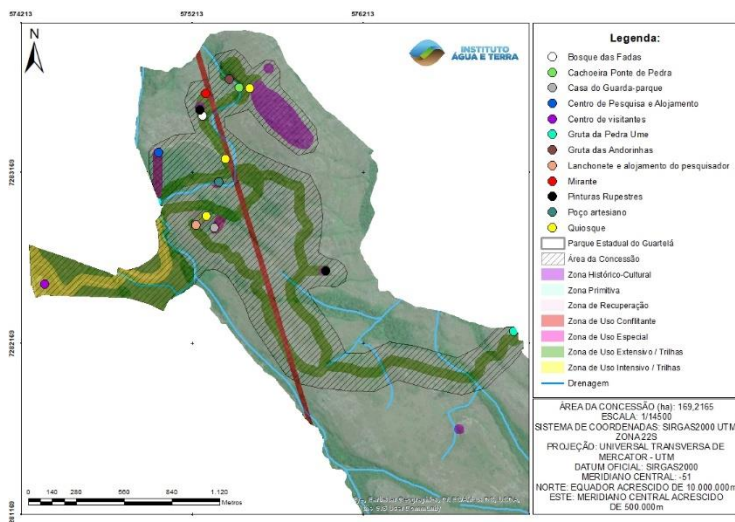 574213
575213
576213
N
7283163
7282163
7281163
7283163
7282163
INSTITUTO
ÁGUA E TERRA
0 140 280 560 840 1.120
Metros
Legenda:
Bosque das Fadas
Cachoeira Ponte de Pedra
Casa do Guarda-parque
Centro de Pesquisa e Alojamento
Centro de visitantes
Gruta da Pedra Ume
Gruta das Andorinhas
Lanchonete e alojamento do pesquisador
Mirante
Pinturas Rupestres
Poço artesiano
Quiosque
Parque Estadual do Guartelá
Área da Concessão
Zona Histórico-Cultural
Zona Primitiva
Zona de Recuperação
Zona de Uso Conflitante
Zona de Uso Especial
Zona de Uso Extensivo / Trilhas
Zona de Uso Intensivo / Trilhas
Drenagem
ÁREA DA CONCESSÃO (ha): 169,2165
ESCALA: 1/14500
SISTEMA DE COORDENADAS: SIRGAS2000 UTM
ZONA 22S
PROJEÇÃO: UNIVERSAL TRANSVERSA DE
MERCATOR - UTM
DATUM OFICIAL: SIRGAS2000
MERIDIANO CENTRAL: -51
NORTE: EQUADOR ACRESCIDO DE 10.000.000m
ESTE: MERIDIANO CENTRAL ACRESCIDO
DE 500.000m